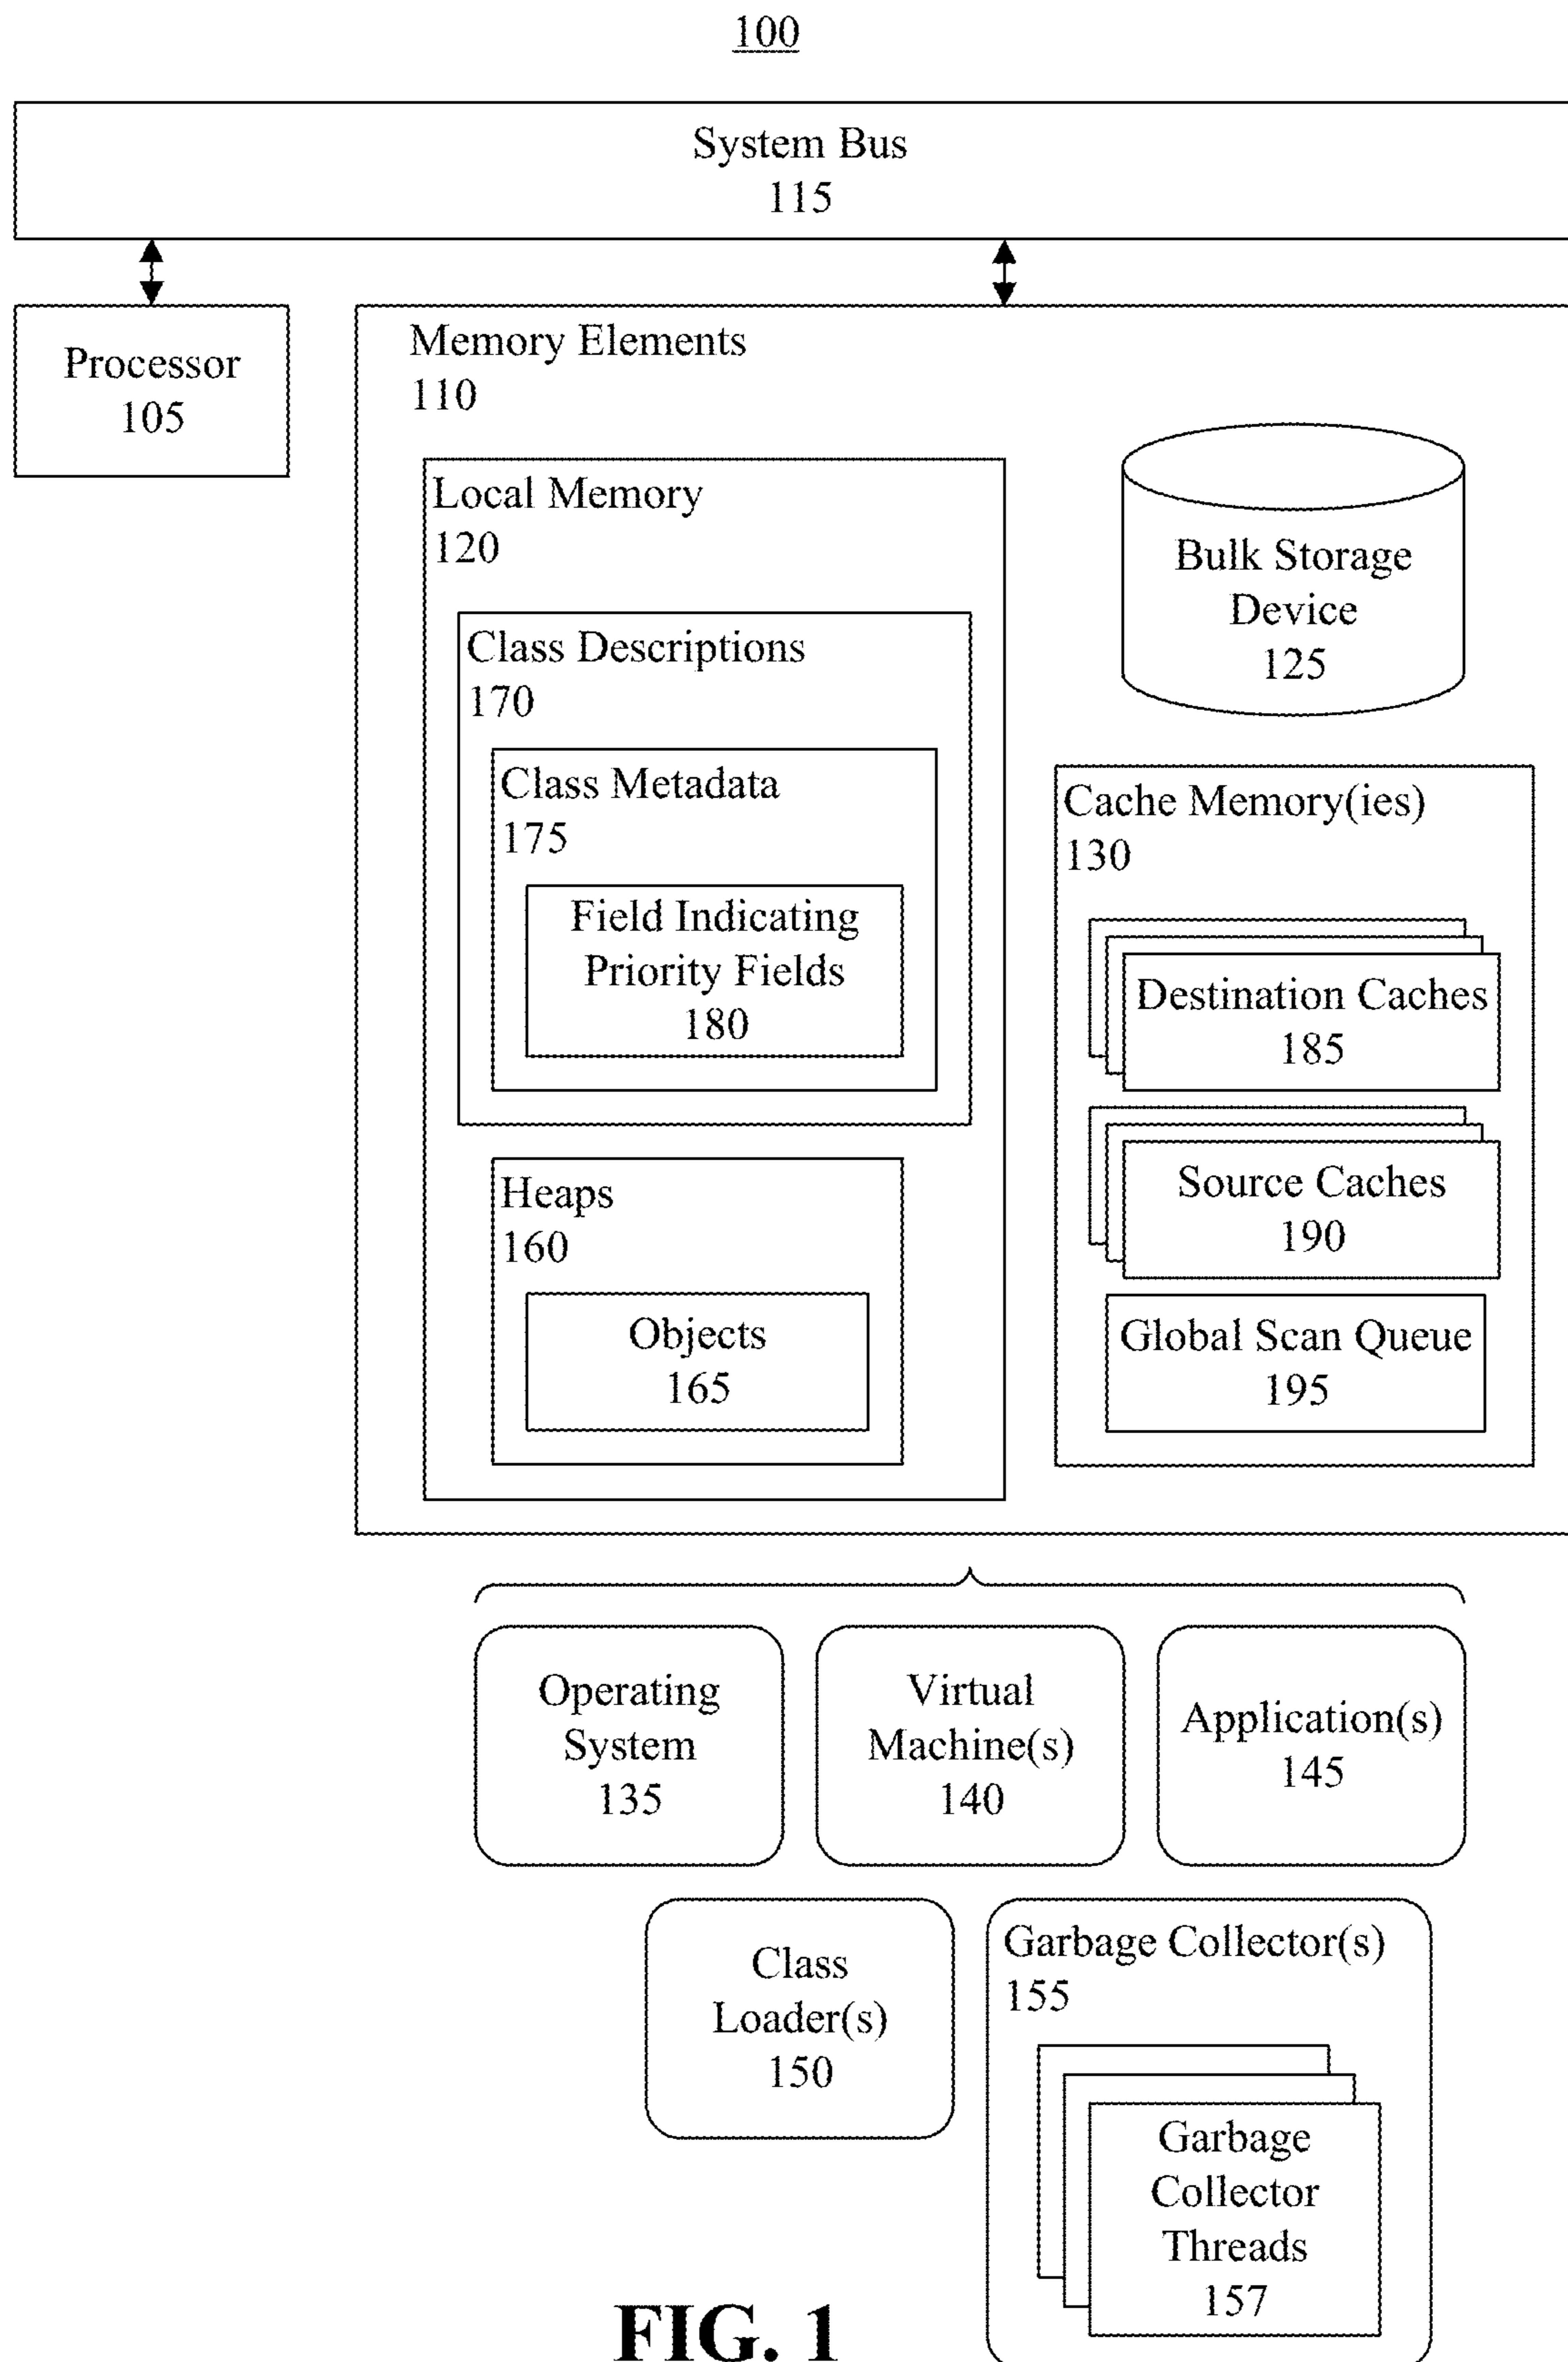 100
System Bus
115
Processor
105
Memory Elements
110
Local Memory
120
Class Descriptions
170
Class Metadata
175
Field Indicating
Priority Fields
180
Heaps
160
Objects
165
Bulk Storage
Device
125
Cache Memory(ies)
130
Destination Caches
185
Source Caches
190
Global Scan Queue
195
Operating
System
135
Virtual
Machine(s)
140
Application(s)
145
Class
Loader(s)
150
Garbage Collector(s)
155
Garbage
Collector
Threads
157
FIG. 1